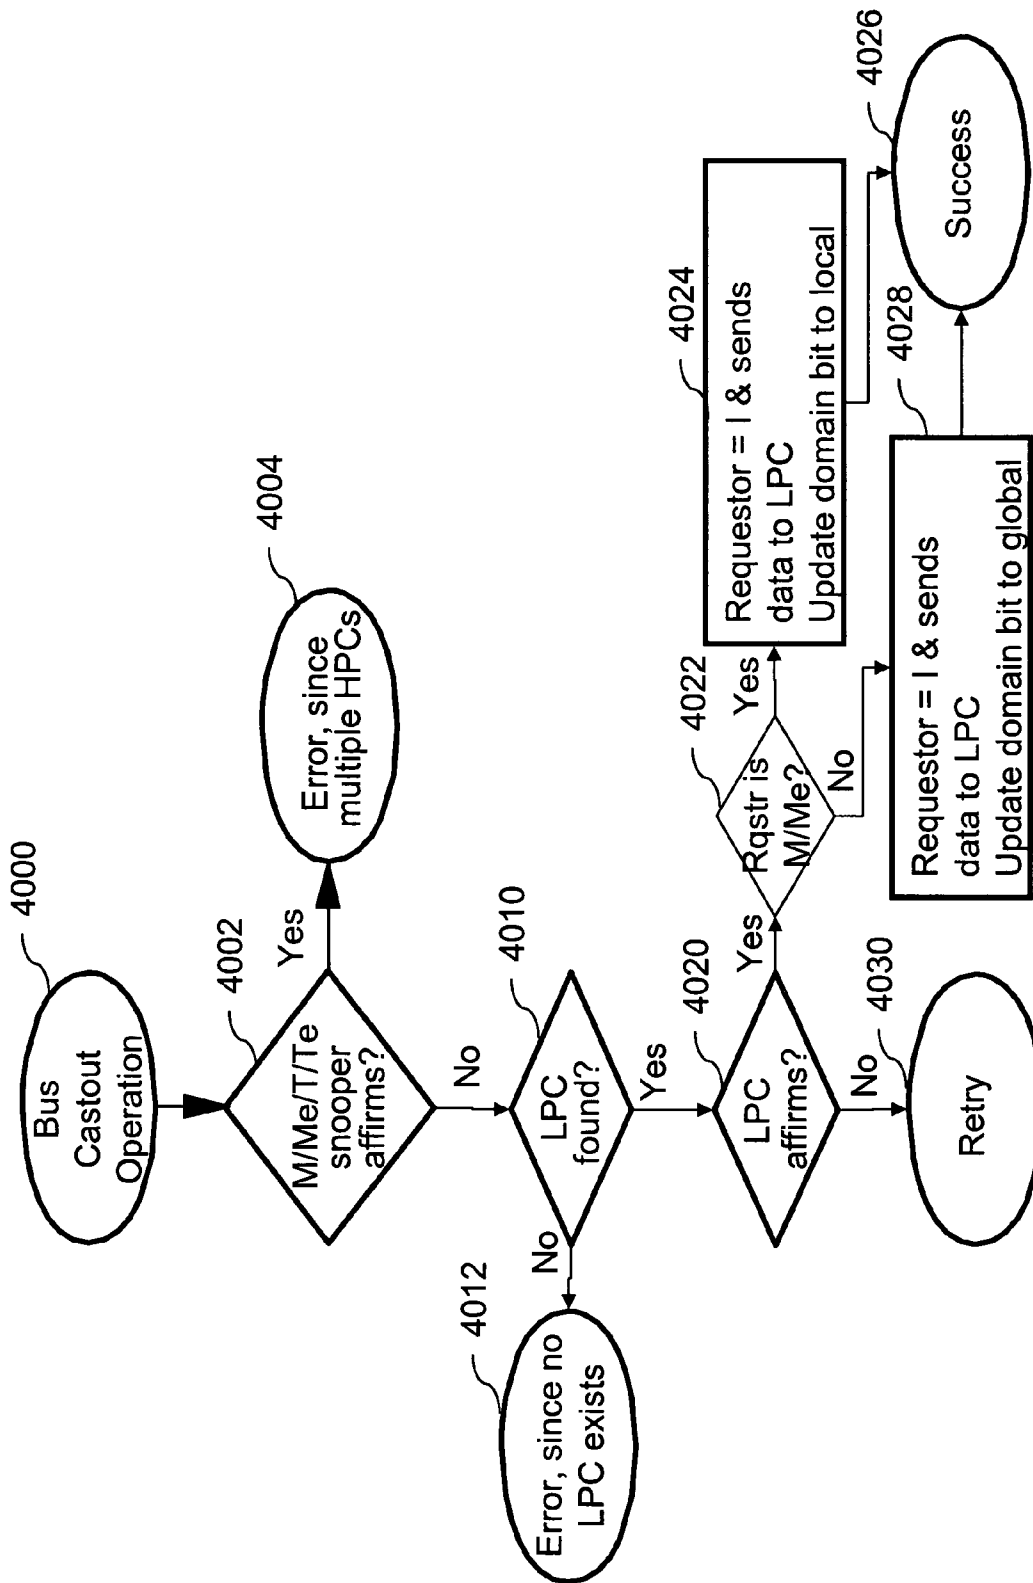 4000
Bus
Castout
Operation
4002
M/Me/T/Te
snooper
affirms?
Yes
4004
Error, since
multiple HPCs
No
4010
LPC
found?
No
4012
Error, since no
LPC exists
Yes
4020
LPC
affirms?
No
4030
Retry
Yes
4022
Rqstr is
M/Me?
Yes
4024
Requestor = I & sends
data to LPC
Update domain bit to local
No
4028
Requestor = I & sends
data to LPC
Update domain bit to global
4026
Success